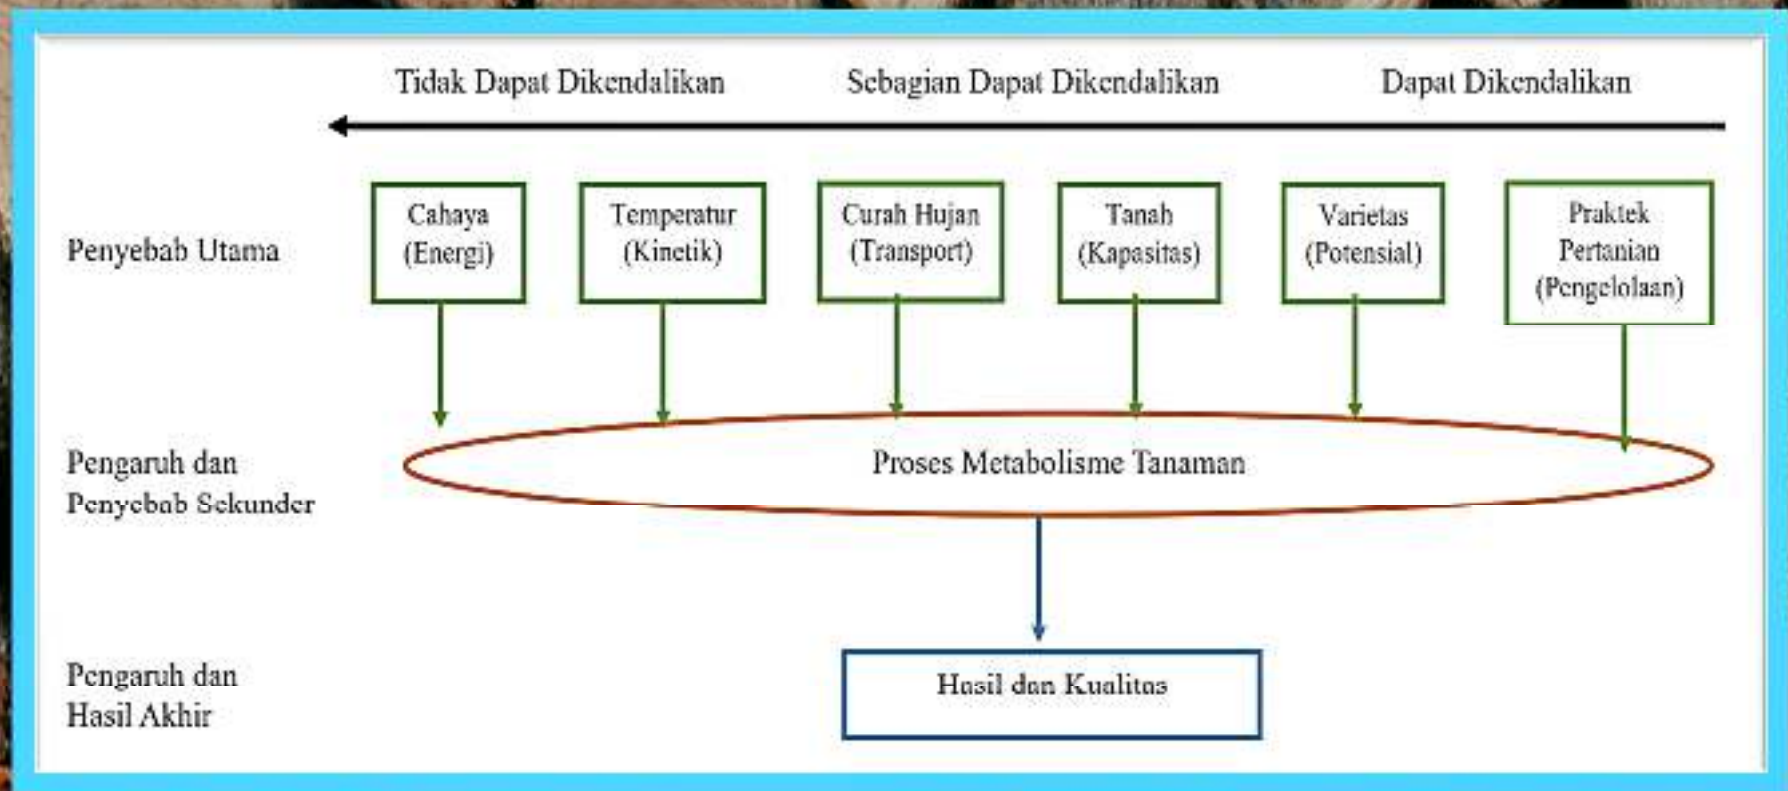 Tidak Dapat Dikendalikan
Sebagian Dapat Dikendalikan
Dapat Dikendalikan
Penyebab Utama
Cahaya
(Energi)
Temperatur
(Kinetik)
Curah Hujan
(Transport)
Tanah
(Kapasitas)
Varietas
(Potensial)
Praktek
Pertanian
(Pengelolaan)
Pengaruh dan
Penyebab Sekunder
Proses Metabolisme Tanaman
Pengaruh dan
Hasil Akhir
Hasil dan Kualitas